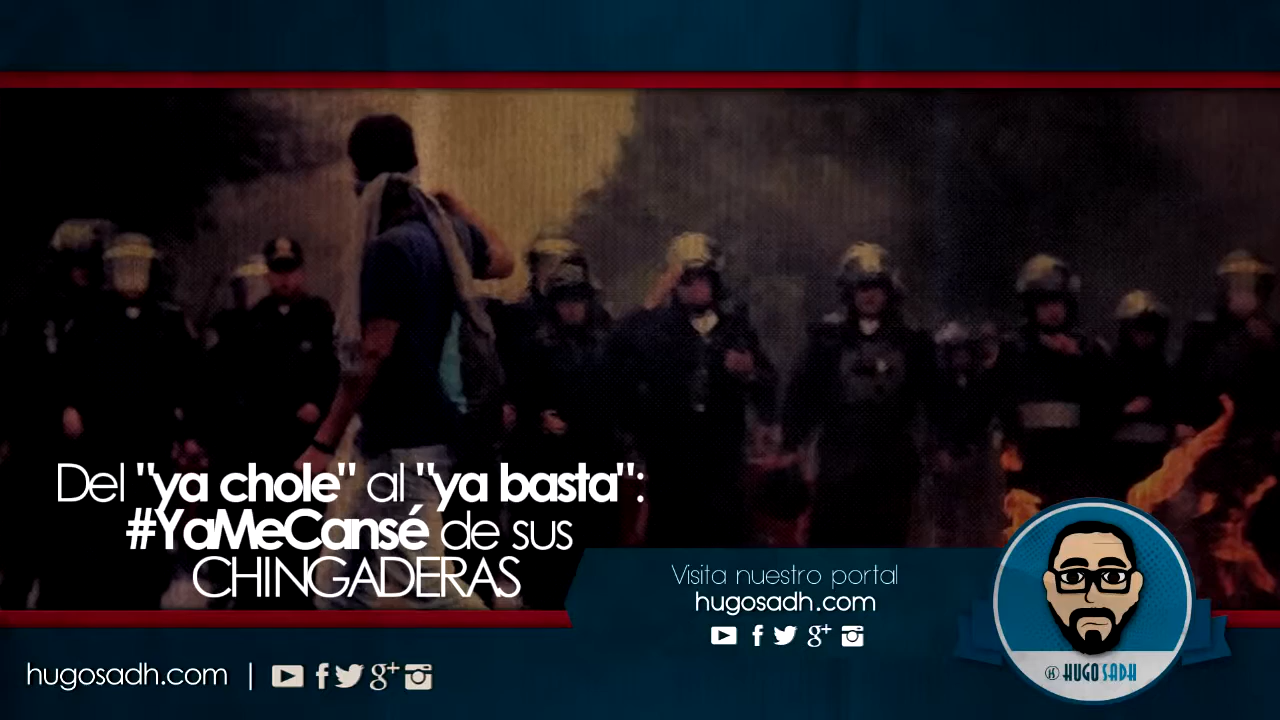 Del "ya chole" al "ya basta":
#YaMeCansé de sus
CHINGADERAS
Visita nuestro portal
hugosadh.com
hugosadh.com |
HUGO SADH